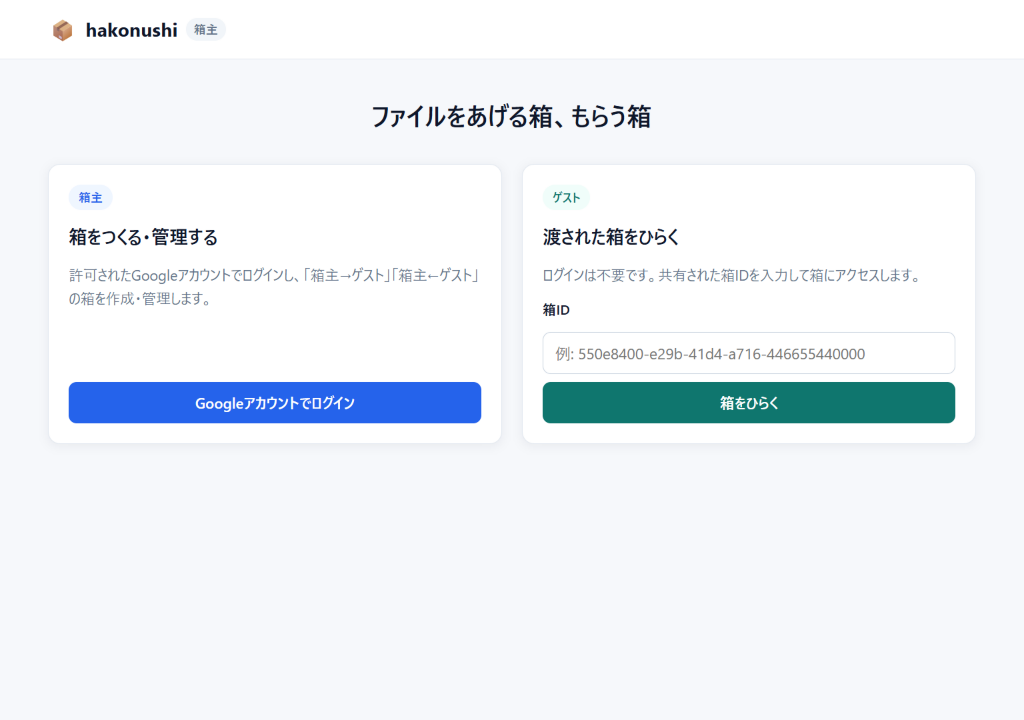 hakonushi 箱主
ファイルをあげる箱、もらう箱
箱主
箱をつくる・管理する
許可されたGoogleアカウントでログインし、「箱主→ゲスト」「箱主←ゲスト」
の箱を作成・管理します。
Googleアカウントでログイン
ゲスト
渡された箱をひらく
ログインは不要です。共有された箱IDを入力して箱にアクセスします。
箱ID
例: 550e8400-e29b-41d4-a716-446655440000
箱をひらく